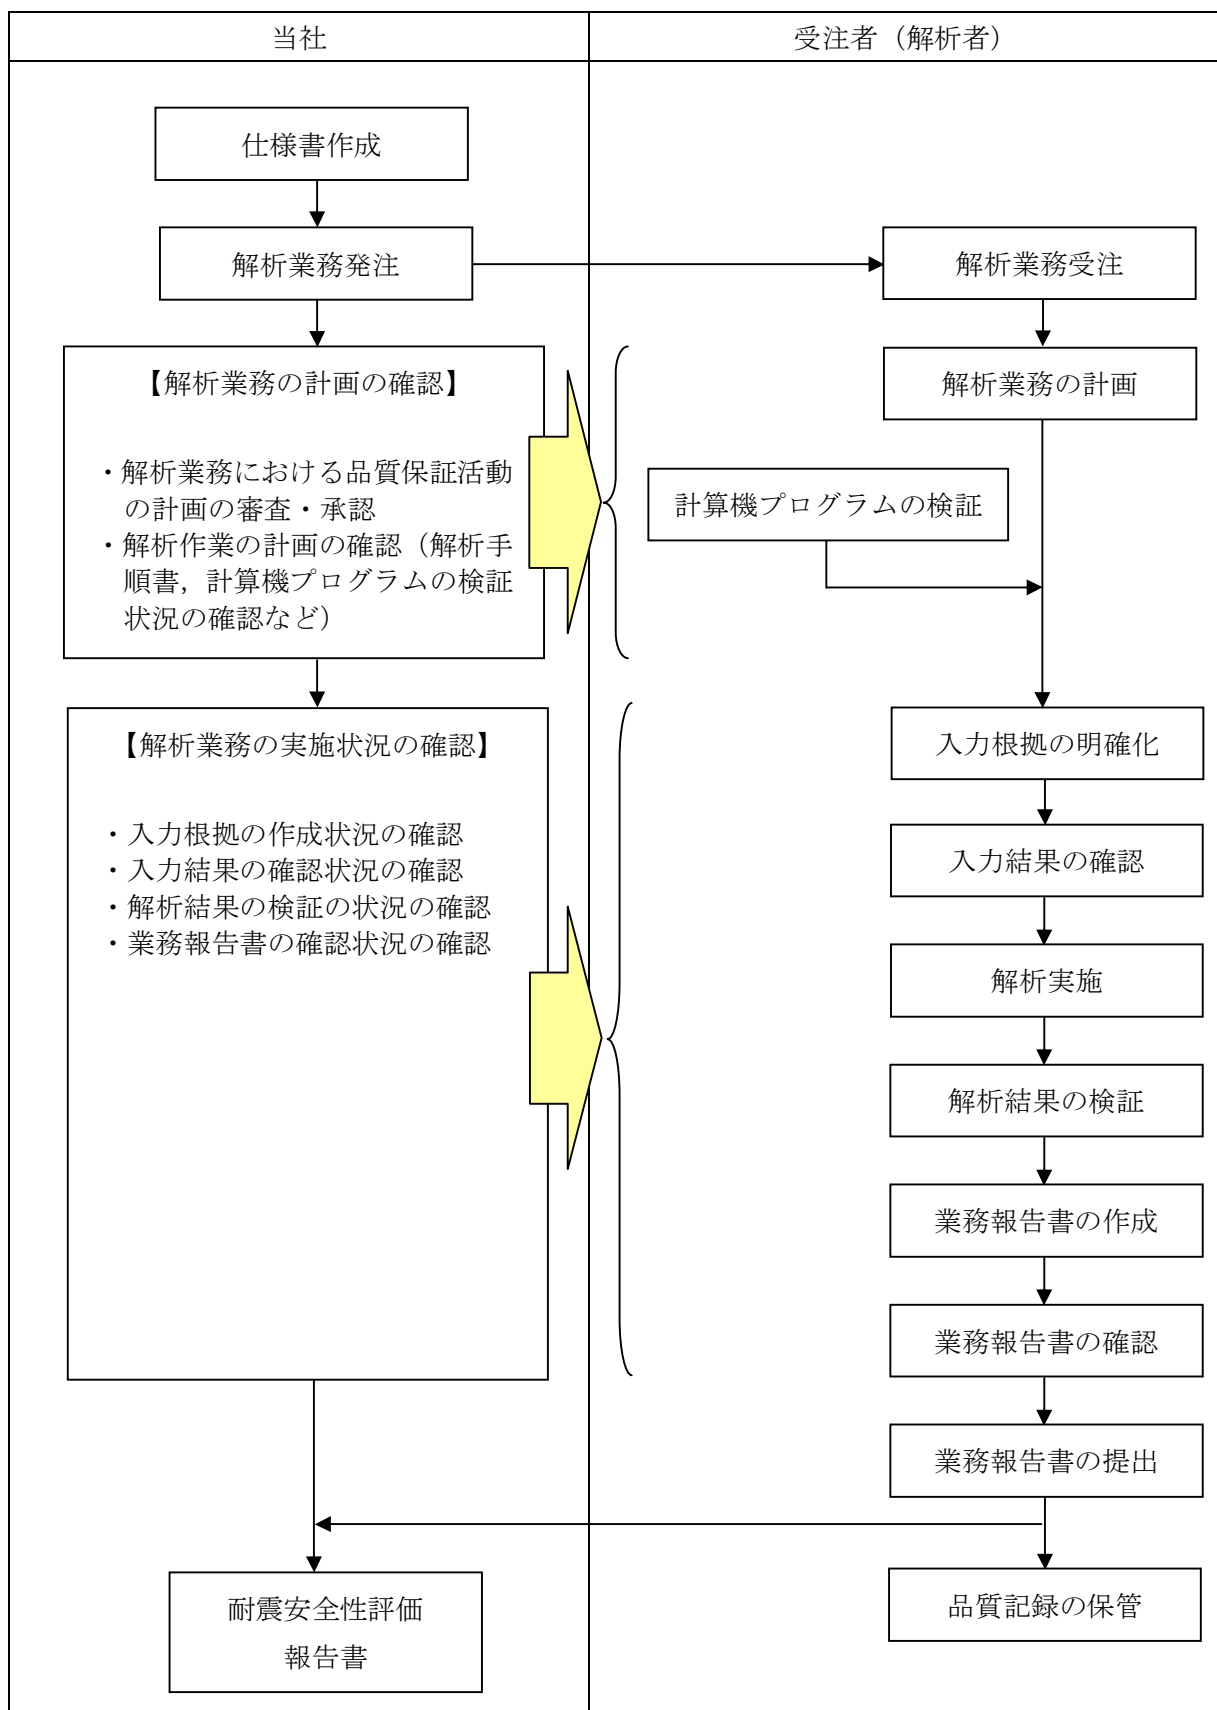 当社
受注者（解析者）
仕様書作成
解析業務発注
解析業務受注
【解析業務の計画の確認】
・解析業務における品質保証活動
の計画の審査・承認
・解析作業の計画の確認（解析手
順書，計算機プログラムの検証
状況の確認など）
解析業務の計画
計算機プログラムの検証
【解析業務の実施状況の確認】
・入力根拠の作成状況の確認
・入力結果の確認状況の確認
・解析結果の検証の状況の確認
・業務報告書の確認状況の確認
入力根拠の明確化
入力結果の確認
解析実施
解析結果の検証
業務報告書の作成
業務報告書の確認
業務報告書の提出
耐震安全性評価
報告書
品質記録の保管